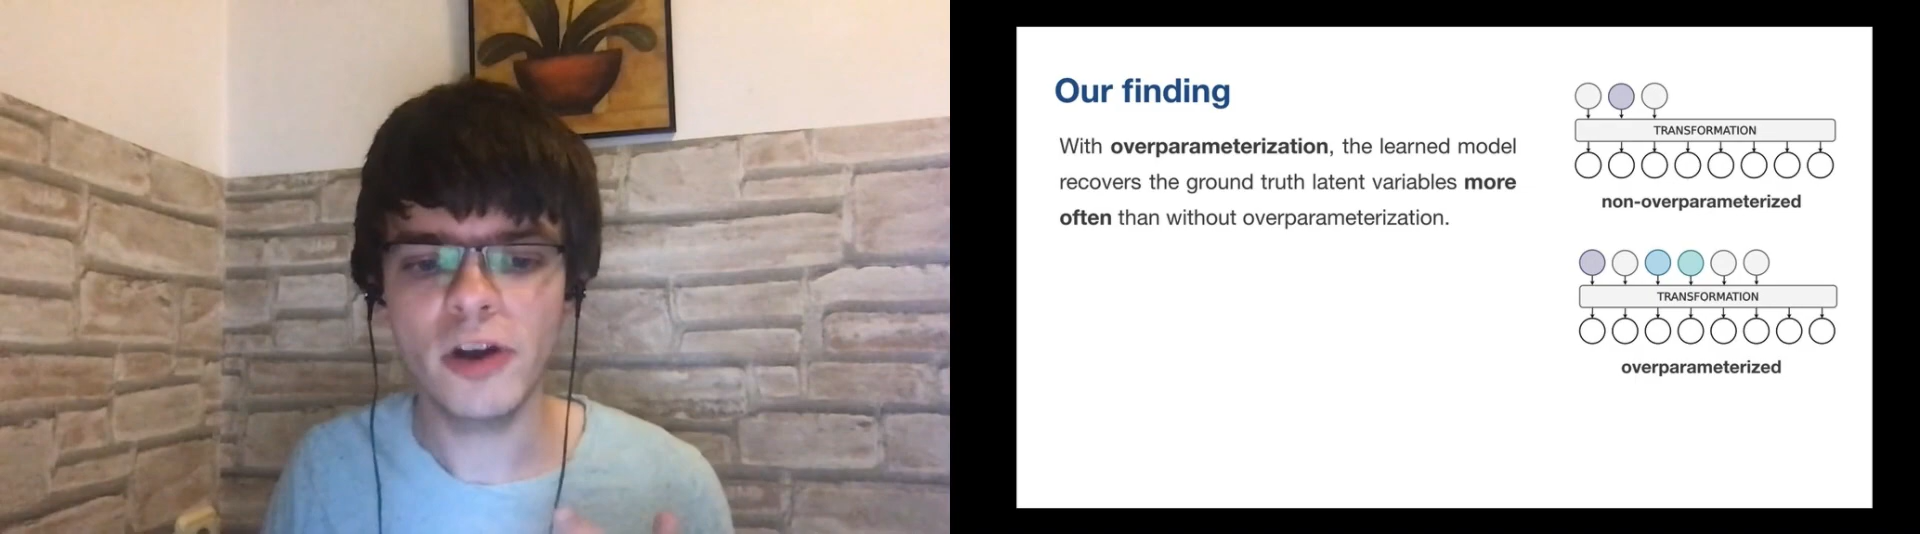 Our finding
With overparameterization, the learned model
recovers the ground truth latent variables more
often than without overparameterization.
TRANSFORMATION
non-overparameterized
TRANSFORMATION
overparameterized